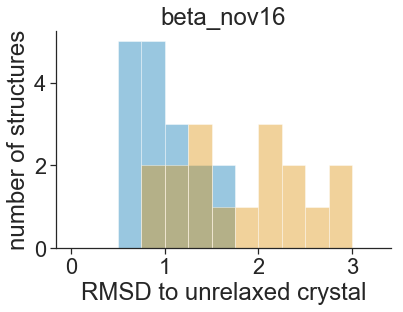 beta_nov16
number of structures
4
2
0
0 1 2 3
RMSD to unrelaxed crystal